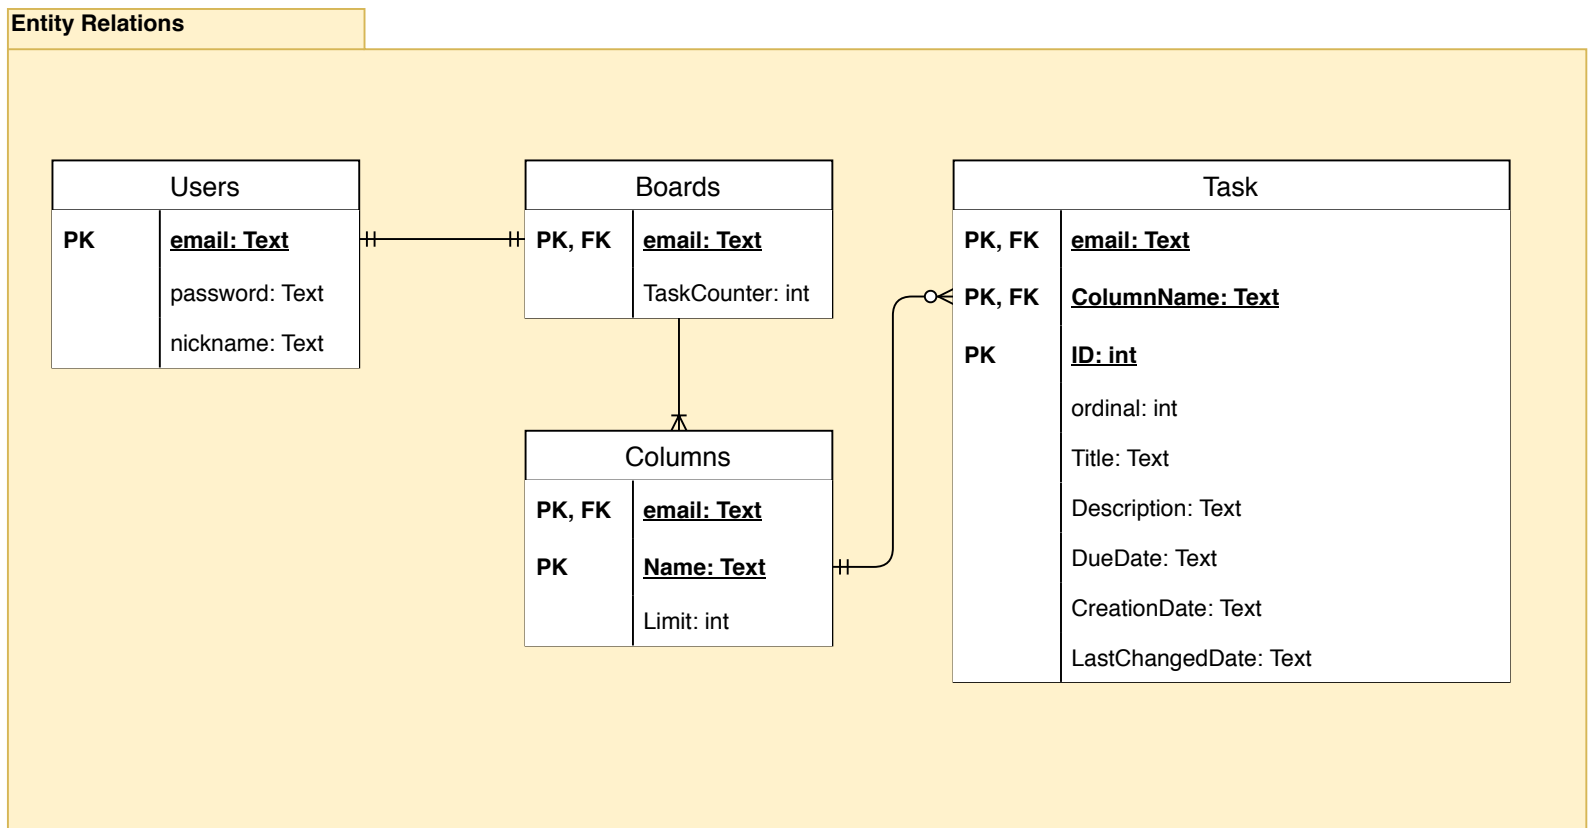 Entity Relations
Users
PK email: Text
password: Text
nickname: Text
Boards
PK, FK email: Text
TaskCounter: int
Columns
PK, FK email: Text
PK Name: Text
Limit: int
Task
PK, FK email: Text
PK, FK ColumnName: Text
PK ID: int
ordinal: int
Title: Text
Description: Text
DueDate: Text
CreationDate: Text
LastChangedDate: Text